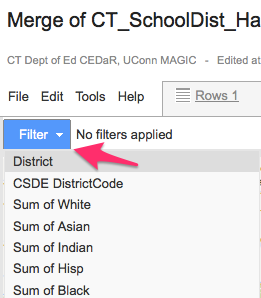 Merge of CT_SchoolDist_Ha
CT Dept of Ed CEDaR, UConn MAGIC - Edited at
File Edit Tools Help Rows 1
Filter No filters applied
District
CSDE DistrictCode
Sum of White
Sum of Asian
Sum of Indian
Sum of Hisp
Sum of Black